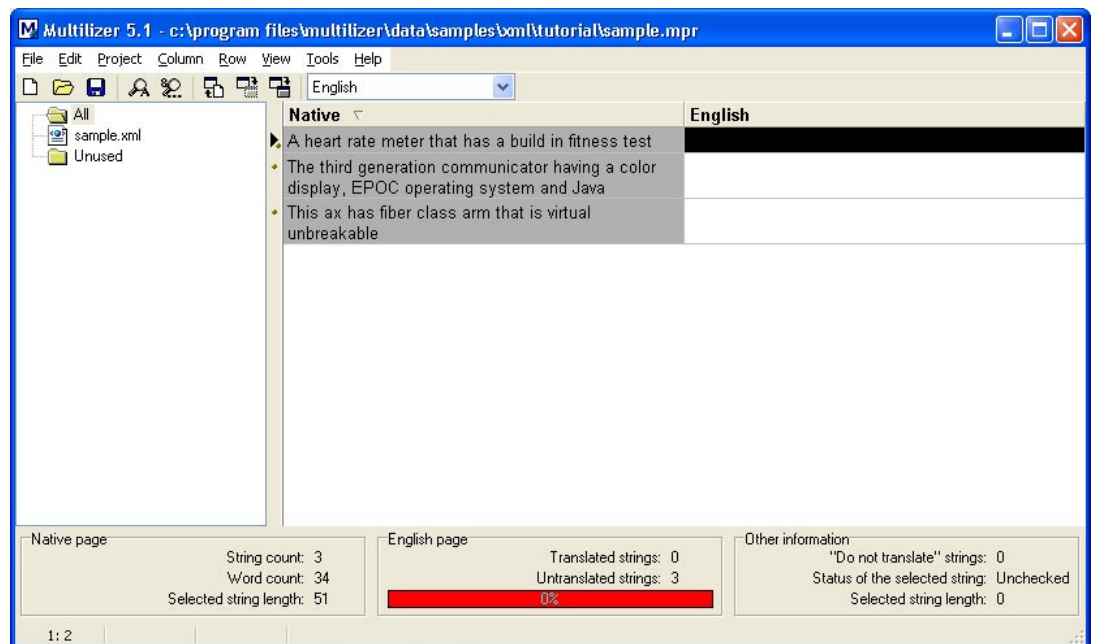 Multilizer 5.1 - c:\program files\multilizer\data\samples\xml\tutorial\sample.mpr
File Edit Project Column Row View Tools Help
English
All
sample.xml
Unused
Native English
A heart rate meter that has a build in fitness test
The third generation communicator having a color
display, EPOC operating system and Java
This ax has fiber class arm that is virtual
unbreakable
Native page
String count: 3
Word count: 34
Selected string length: 51
English page
Translated strings: 0
Untranslated strings: 3
0%
Other information
"Do not translate" strings: 0
Status of the selected string: Unchecked
Selected string length: 0
1: 2